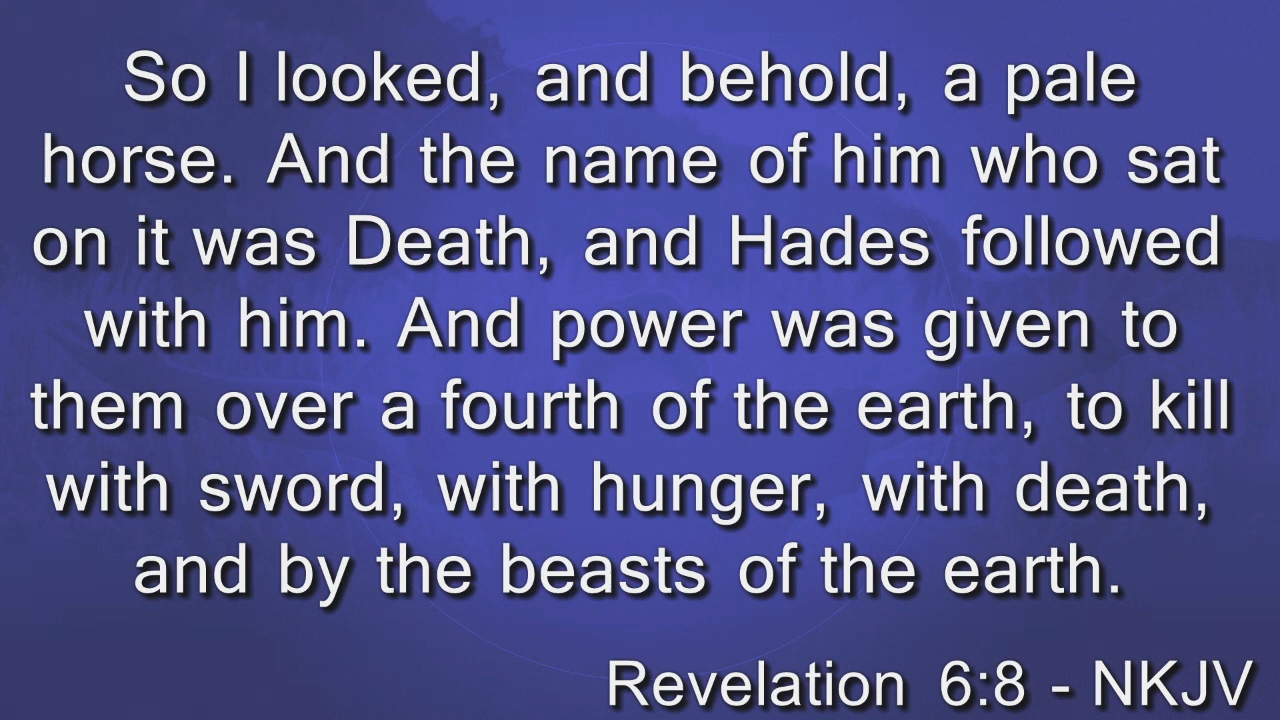 So I looked, and behold, a pale
horse. And the name of him who sat
on it was Death, and Hades followed
with him. And power was given to
them over a fourth of the earth, to kill
with sword, with hunger, with death,
and by the beasts of the earth.
Revelation 6:8 - NKJV